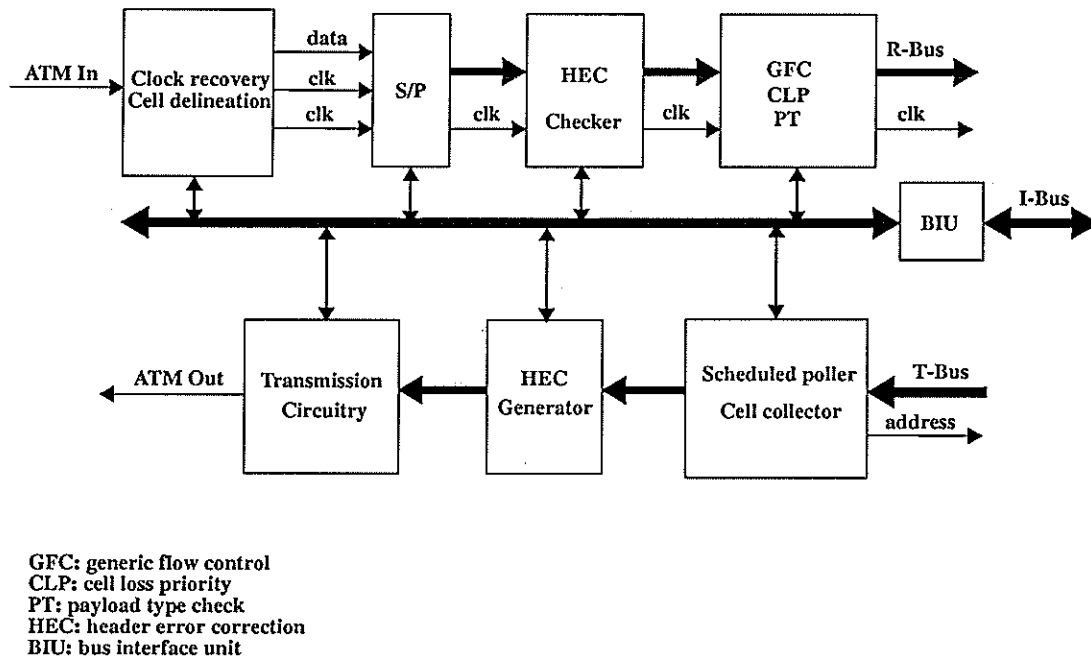 ATM In
Clock recovery
Cell delineation
data
clk
clk
S/P
clk
HEC
Checker
clk
GFC
CLP
PT
R-Bus
clk
BIU
I-Bus
ATM Out
Transmission
Circuitry
HEC
Generator
Scheduled poller
Cell collector
T-Bus
address
GFC: generic flow control
CLP: cell loss priority
PT: payload type check
HEC: header error correction
BIU: bus interface unit